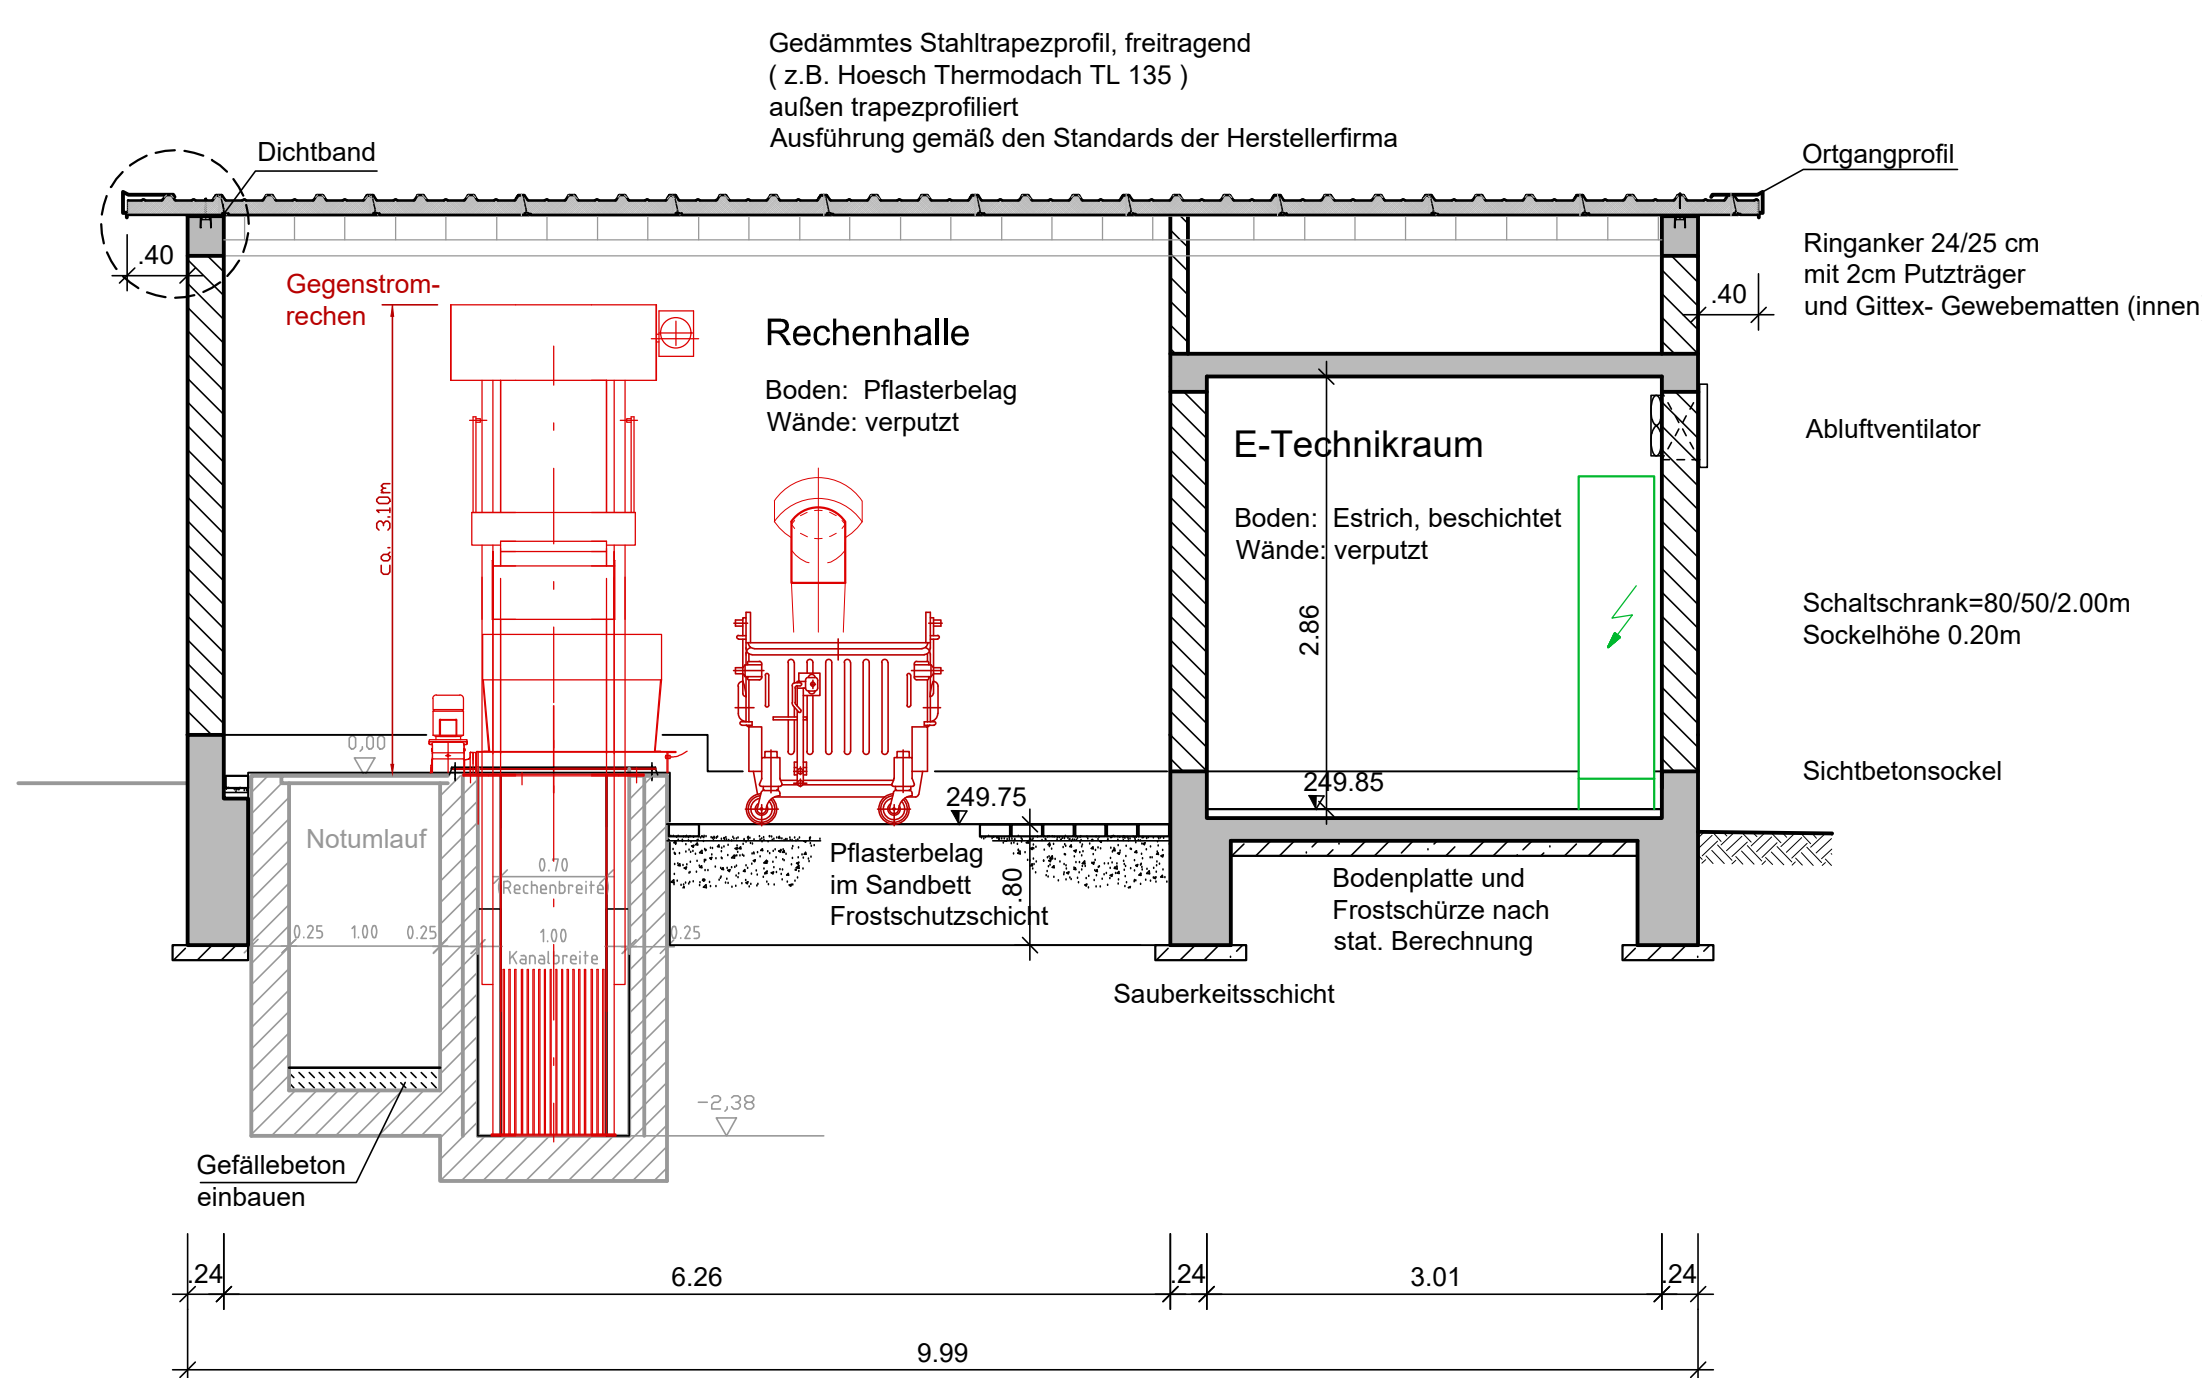 Gedämmtes Stahltrapezprofil, freitragend
( z.B. Hoesch Thermodach TL 135 )
außen trapezprofiliert
Ausführung gemäß den Standards der Herstellerfirma
Dichtband
Ortgangprofil
.40
Ringanker 24/25 cm
mit 2cm Putzträger
und Gittex- Gewebematten (innen
.40
Gegenstrom-
rechen
Rechenhalle
Boden: Pflasterbelag
Wände: verputzt
Abluftventilator
E-Technikraum
Boden: Estrich, beschichtet
Wände: verputzt
ca. 3.10m
2.86
Schaltschrank=80/50/2.00m
Sockelhöhe 0.20m
0,00
Sichtbetonsockel
249.75
249.85
Notumlauf
0.70
(Rechenbreite)
Pflasterbelag
im Sandbett
Frostschutzschicht
.80
Bodenplatte und
Frostschürze nach
stat. Berechnung
0.25
1.00
0.25
1.00
0.25
Kanalbreite
Sauberkeitsschicht
-2,38
Gefällebeton
einbauen
.24
6.26
.24
3.01
.24
9.99